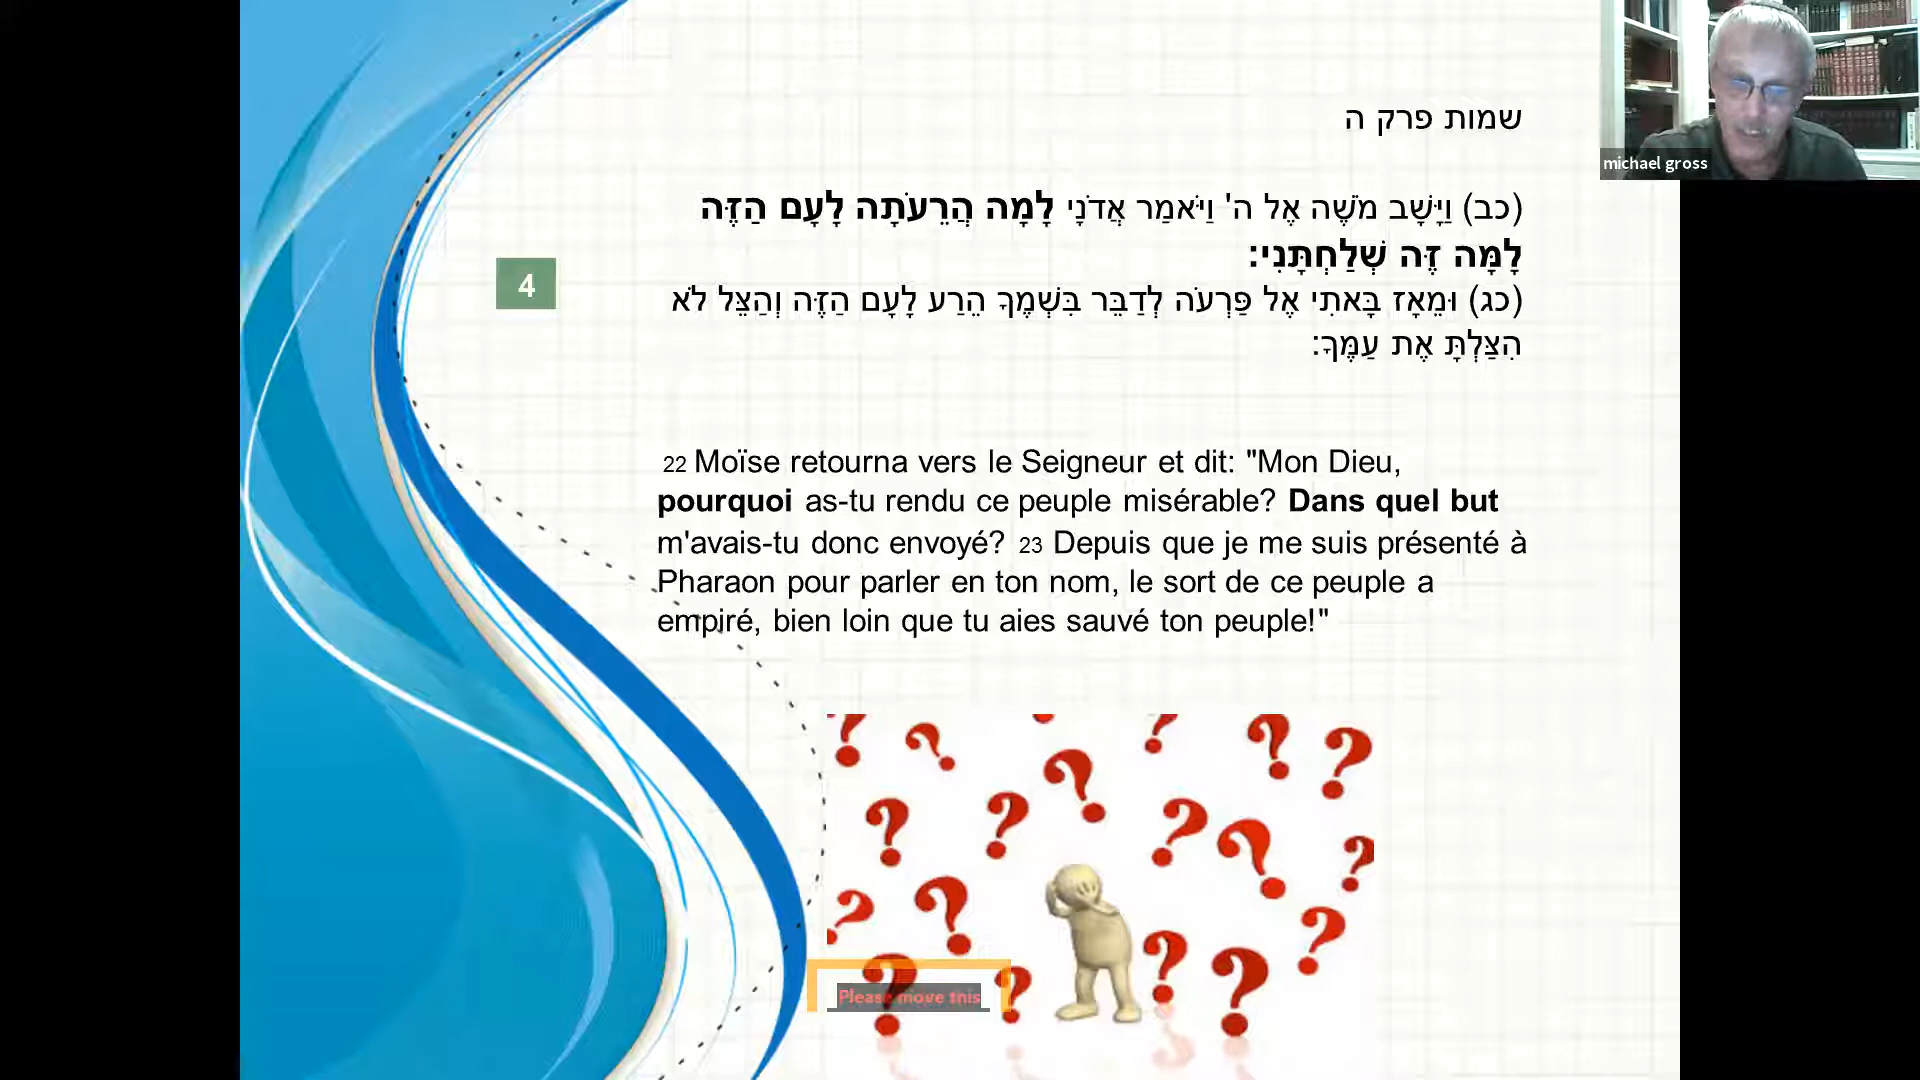 שמות פרק ה
(כב) וַיָּשָׁב מֹשֶׁה אֶל ה' וַיֹּאמַר אֲדֹנָי לָמָה הֲרֵעֹתָה לָעָם הַזֶּה
לָמָּה זֶּה שְׁלַחְתָּנִי:
(כג) וּמֵאָז בָּאתִי אֶל פַּרְעֹה לְדַבֵּר בִּשְׁמֶךָ הֵרַע לָעָם הַזֶּה וְהַצֵּל לֹא
הִצַּלְתָּ אֶת עַמֶּךָ:
4
22 Moïse retourna vers le Seigneur et dit: "Mon Dieu,
pourquoi as-tu rendu ce peuple misérable? Dans quel but
m'avais-tu donc envoyé? 23 Depuis que je me suis présenté à
Pharaon pour parler en ton nom, le sort de ce peuple a
empiré, bien loin que tu aies sauvé ton peuple!"
Please move this
michael gross